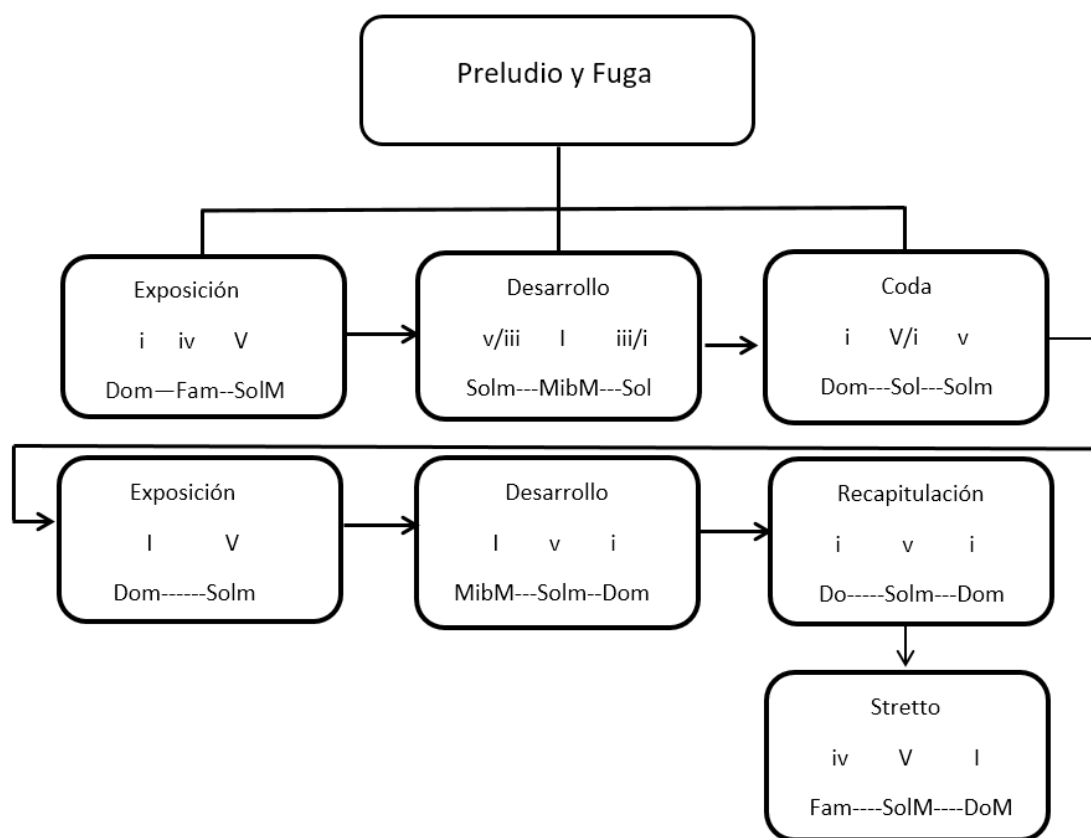 Preludio y Fuga
Exposición
i iv V
Dom—Fam--SolM
Desarrollo
v/iii I iii/i
Solm---MibM---Sol
Coda
i V/i v
Dom---Sol---Solm
Exposición
I V
Dom------Solm
Desarrollo
I v i
MibM---Solm--Dom
Recapitulación
i v i
Do-----Solm---Dom
Stretto
iv V I
Fam----SolM----DoM